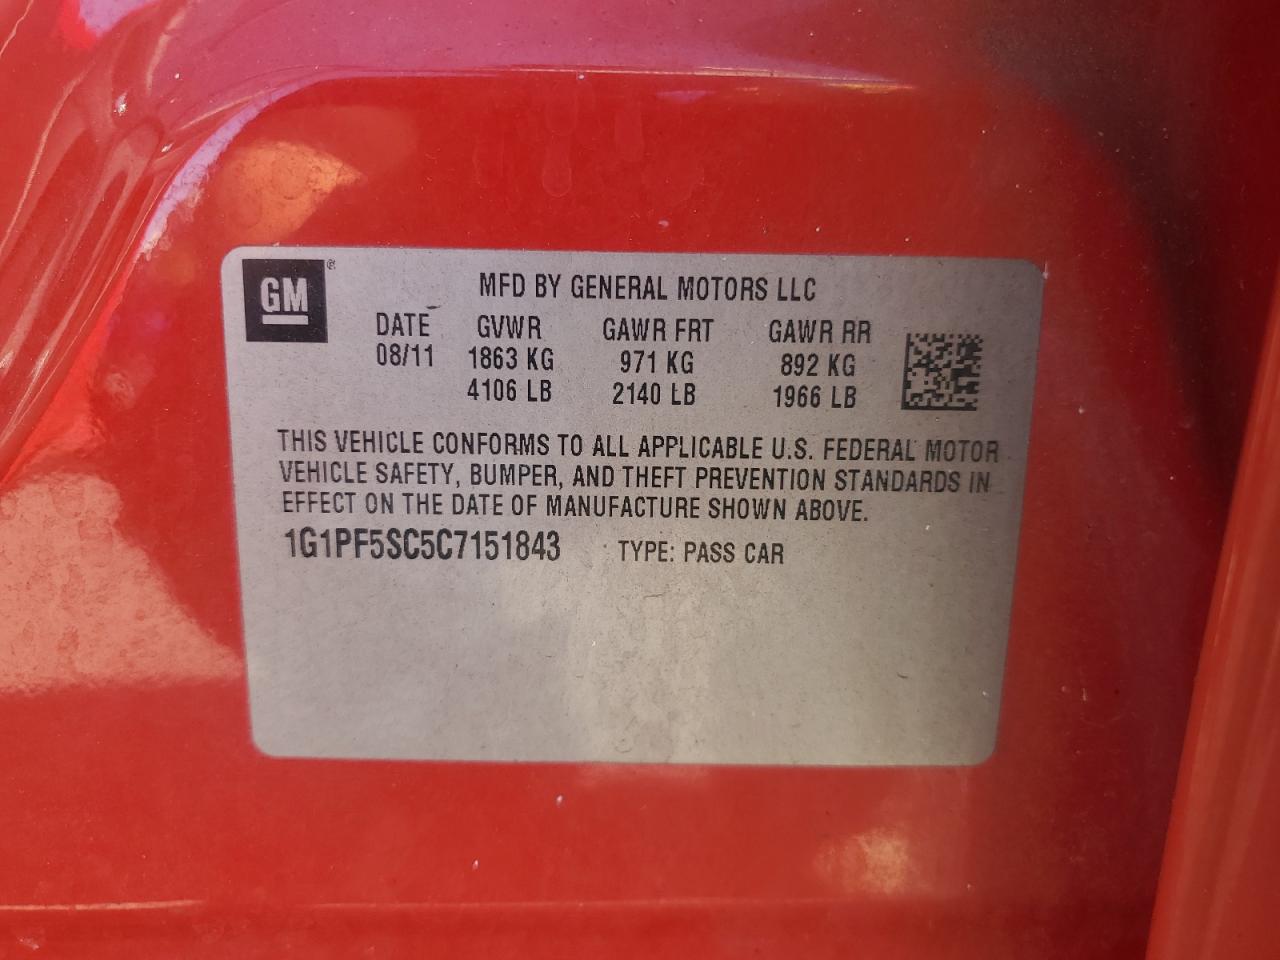 GM®
MFD BY GENERAL MOTORS LLC
DATE GVWR GAWR FRT GAWR RR
08/11 1863 KG 971 KG 892 KG
4106 LB 2140 LB 1966 LB
THIS VEHICLE CONFORMS TO ALL APPLICABLE U.S. FEDERAL MOTOR
VEHICLE SAFETY, BUMPER, AND THEFT PREVENTION STANDARDS IN
EFFECT ON THE DATE OF MANUFACTURE SHOWN ABOVE.
1G1PF5SC5C7151843 TYPE: PASS CAR